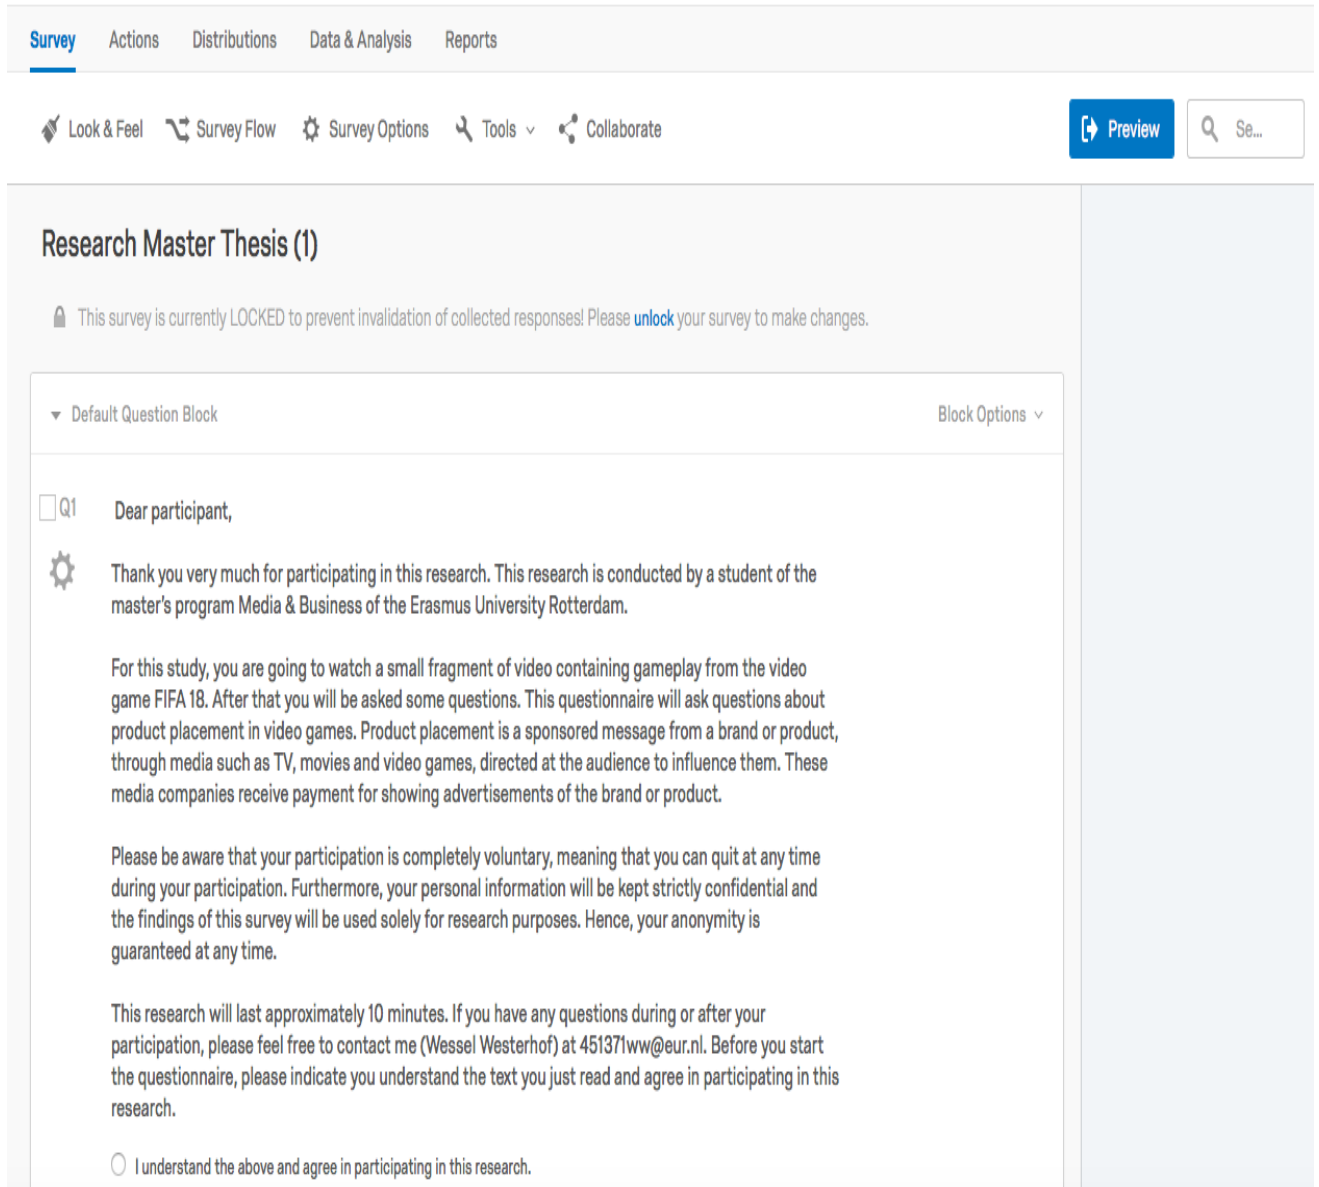 Survey Actions Distributions Data & Analysis Reports
Look & Feel Survey Flow Survey Options Tools Collaborate Preview Se...
Research Master Thesis (1)
This survey is currently LOCKED to prevent invalidation of collected responses! Please unlock your survey to make changes.
Default Question Block Block Options
Q1 Dear participant,
Thank you very much for participating in this research. This research is conducted by a student of the
master's program Media & Business of the Erasmus University Rotterdam.
For this study, you are going to watch a small fragment of video containing gameplay from the video
game FIFA 18. After that you will be asked some questions. This questionnaire will ask questions about
product placement in video games. Product placement is a sponsored message from a brand or product,
through media such as TV, movies and video games, directed at the audience to influence them. These
media companies receive payment for showing advertisements of the brand or product.
Please be aware that your participation is completely voluntary, meaning that you can quit at any time
during your participation. Furthermore, your personal information will be kept strictly confidential and
the findings of this survey will be used solely for research purposes. Hence, your anonymity is
guaranteed at any time.
This research will last approximately 10 minutes. If you have any questions during or after your
participation, please feel free to contact me (Wessel Westerhof) at 451371ww@eur.nl. Before you start
the questionnaire, please indicate you understand the text you just read and agree in participating in this
research.
I understand the above and agree in participating in this research.